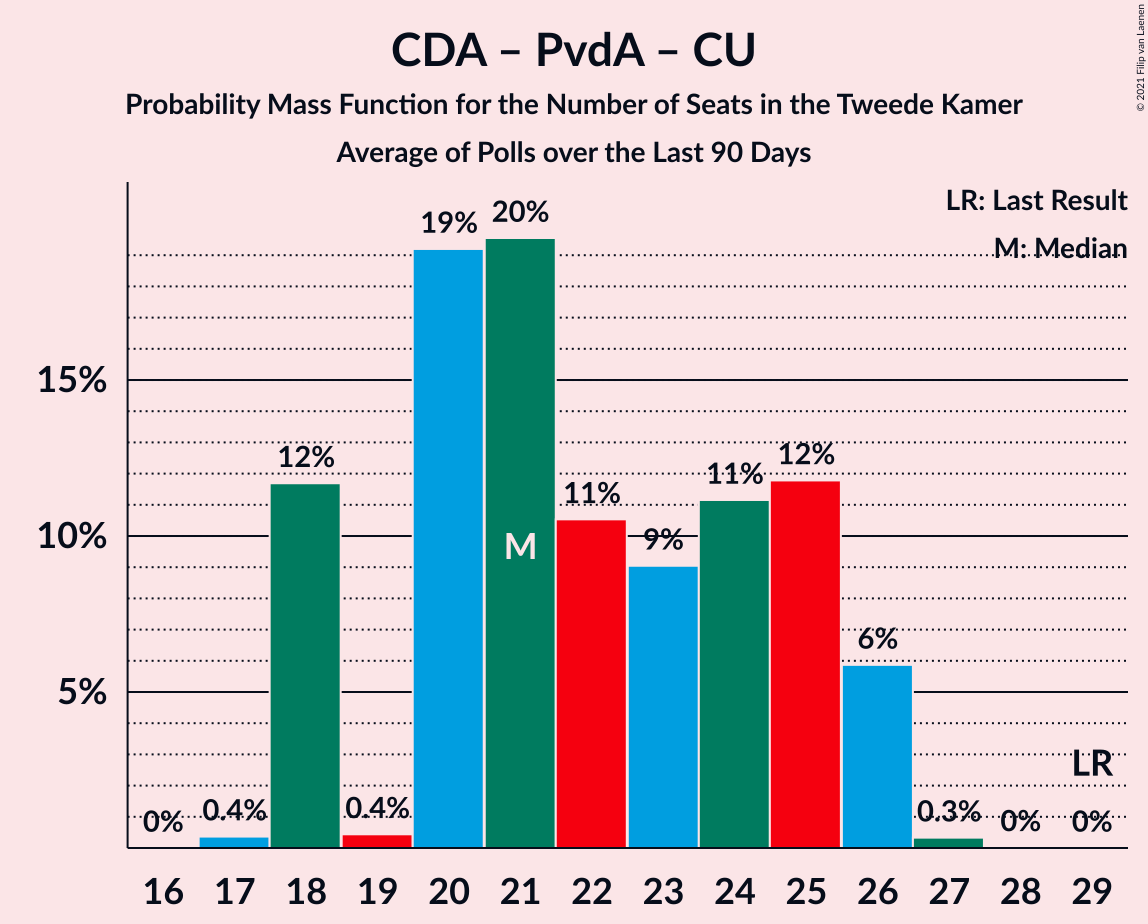 CDA – PvdA – CU
Probability Mass Function for the Number of Seats in the Tweede Kamer
Average of Polls over the Last 90 Days
© 2021 Filip van Laenen
LR: Last Result
M: Median
15%
10%
5%
0%
0.4%
12%
0.4%
19%
20%
11%
9%
11%
12%
6%
0.3%
0%
0%
M
LR
16 17 18 19 20 21 22 23 24 25 26 27 28 29